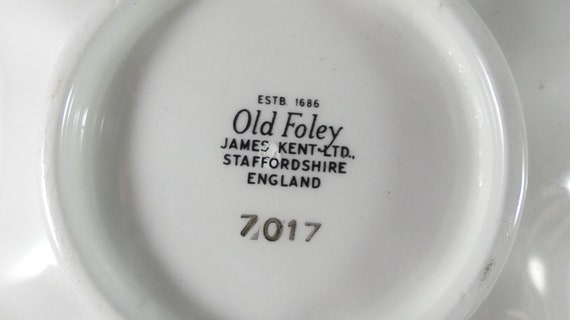 ESTB. 1686
Old Foley
JAMES KENT LTD.,
STAFFORDSHIRE
ENGLAND
7017